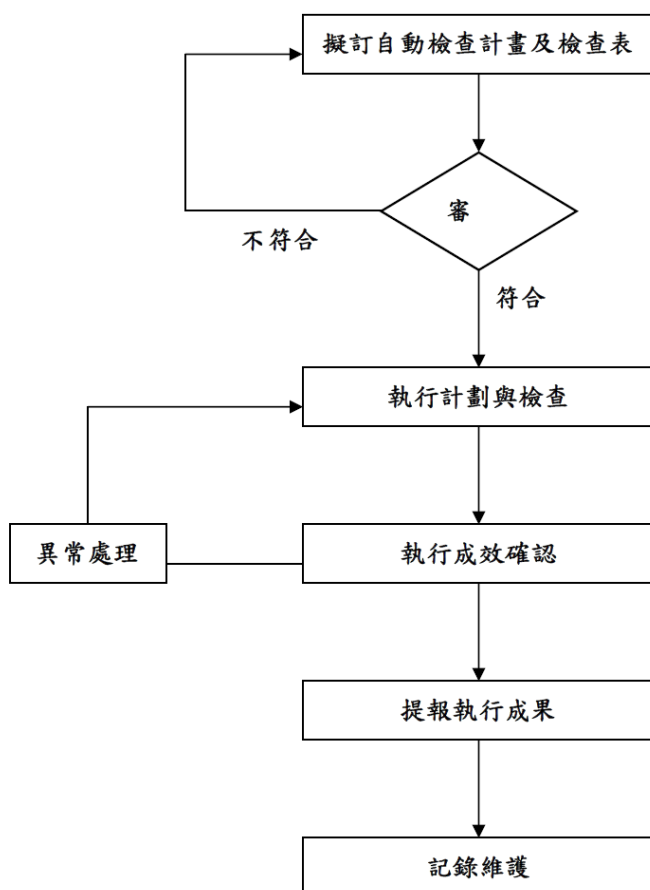 擬訂自動檢查計畫及檢查表
審
不符合
符合
執行計劃與檢查
異常處理
執行成效確認
提報執行成果
記錄維護